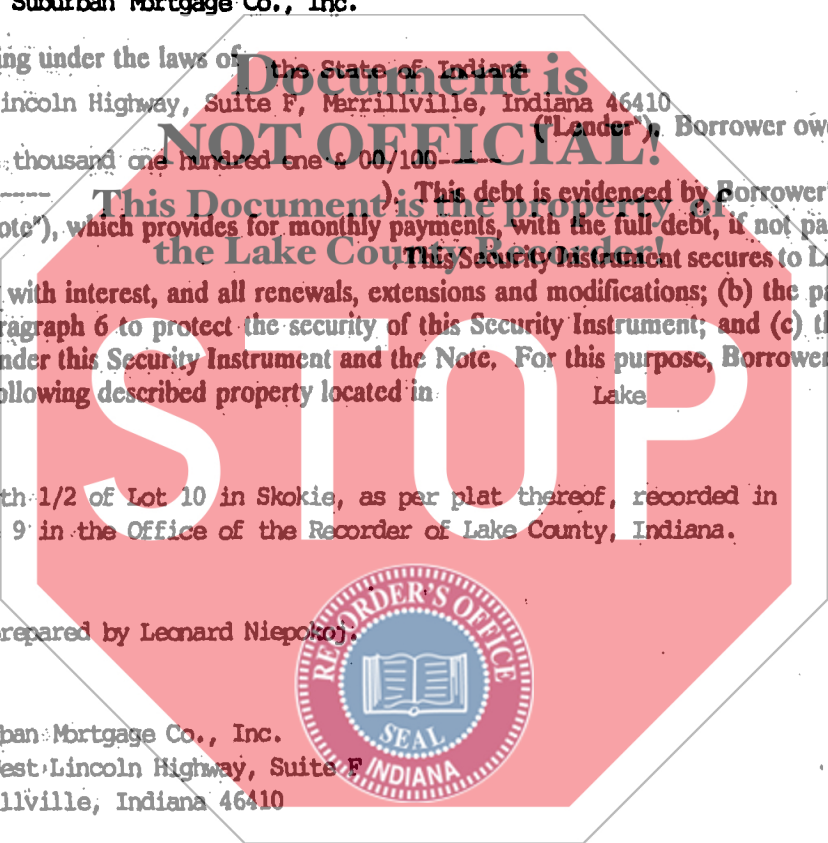 Suburban Mortgage Co., Inc.
ing under the laws of the State of Indiana
incoln Highway, Suite F, Merrillville, Indiana 46410
("Lender"). Borrower ow
thousand one hundred one & 00/100-----
----- ). This debt is evidenced by Borrower'
ote"), which provides for monthly payments, with the full debt, if not pa
. This Security Instrument secures to L
with interest, and all renewals, extensions and modifications; (b) the pa
ragraph 6 to protect the security of this Security Instrument; and (c) th
nder this Security Instrument and the Note. For this purpose, Borrower
ollowing described property located in Lake
th 1/2 of Lot 10 in Skokie, as per plat thereof, recorded in
9 in the Office of the Recorder of Lake County, Indiana.
repared by Leonard Niepokoj.
ban Mortgage Co., Inc.
est Lincoln Highway, Suite F
llville, Indiana 46410
Document is
NOT OFFICIAL!
This Document is the property of
the Lake County Recorder!
STOP
RECORDER'S OFFICE
SEAL
INDIANA